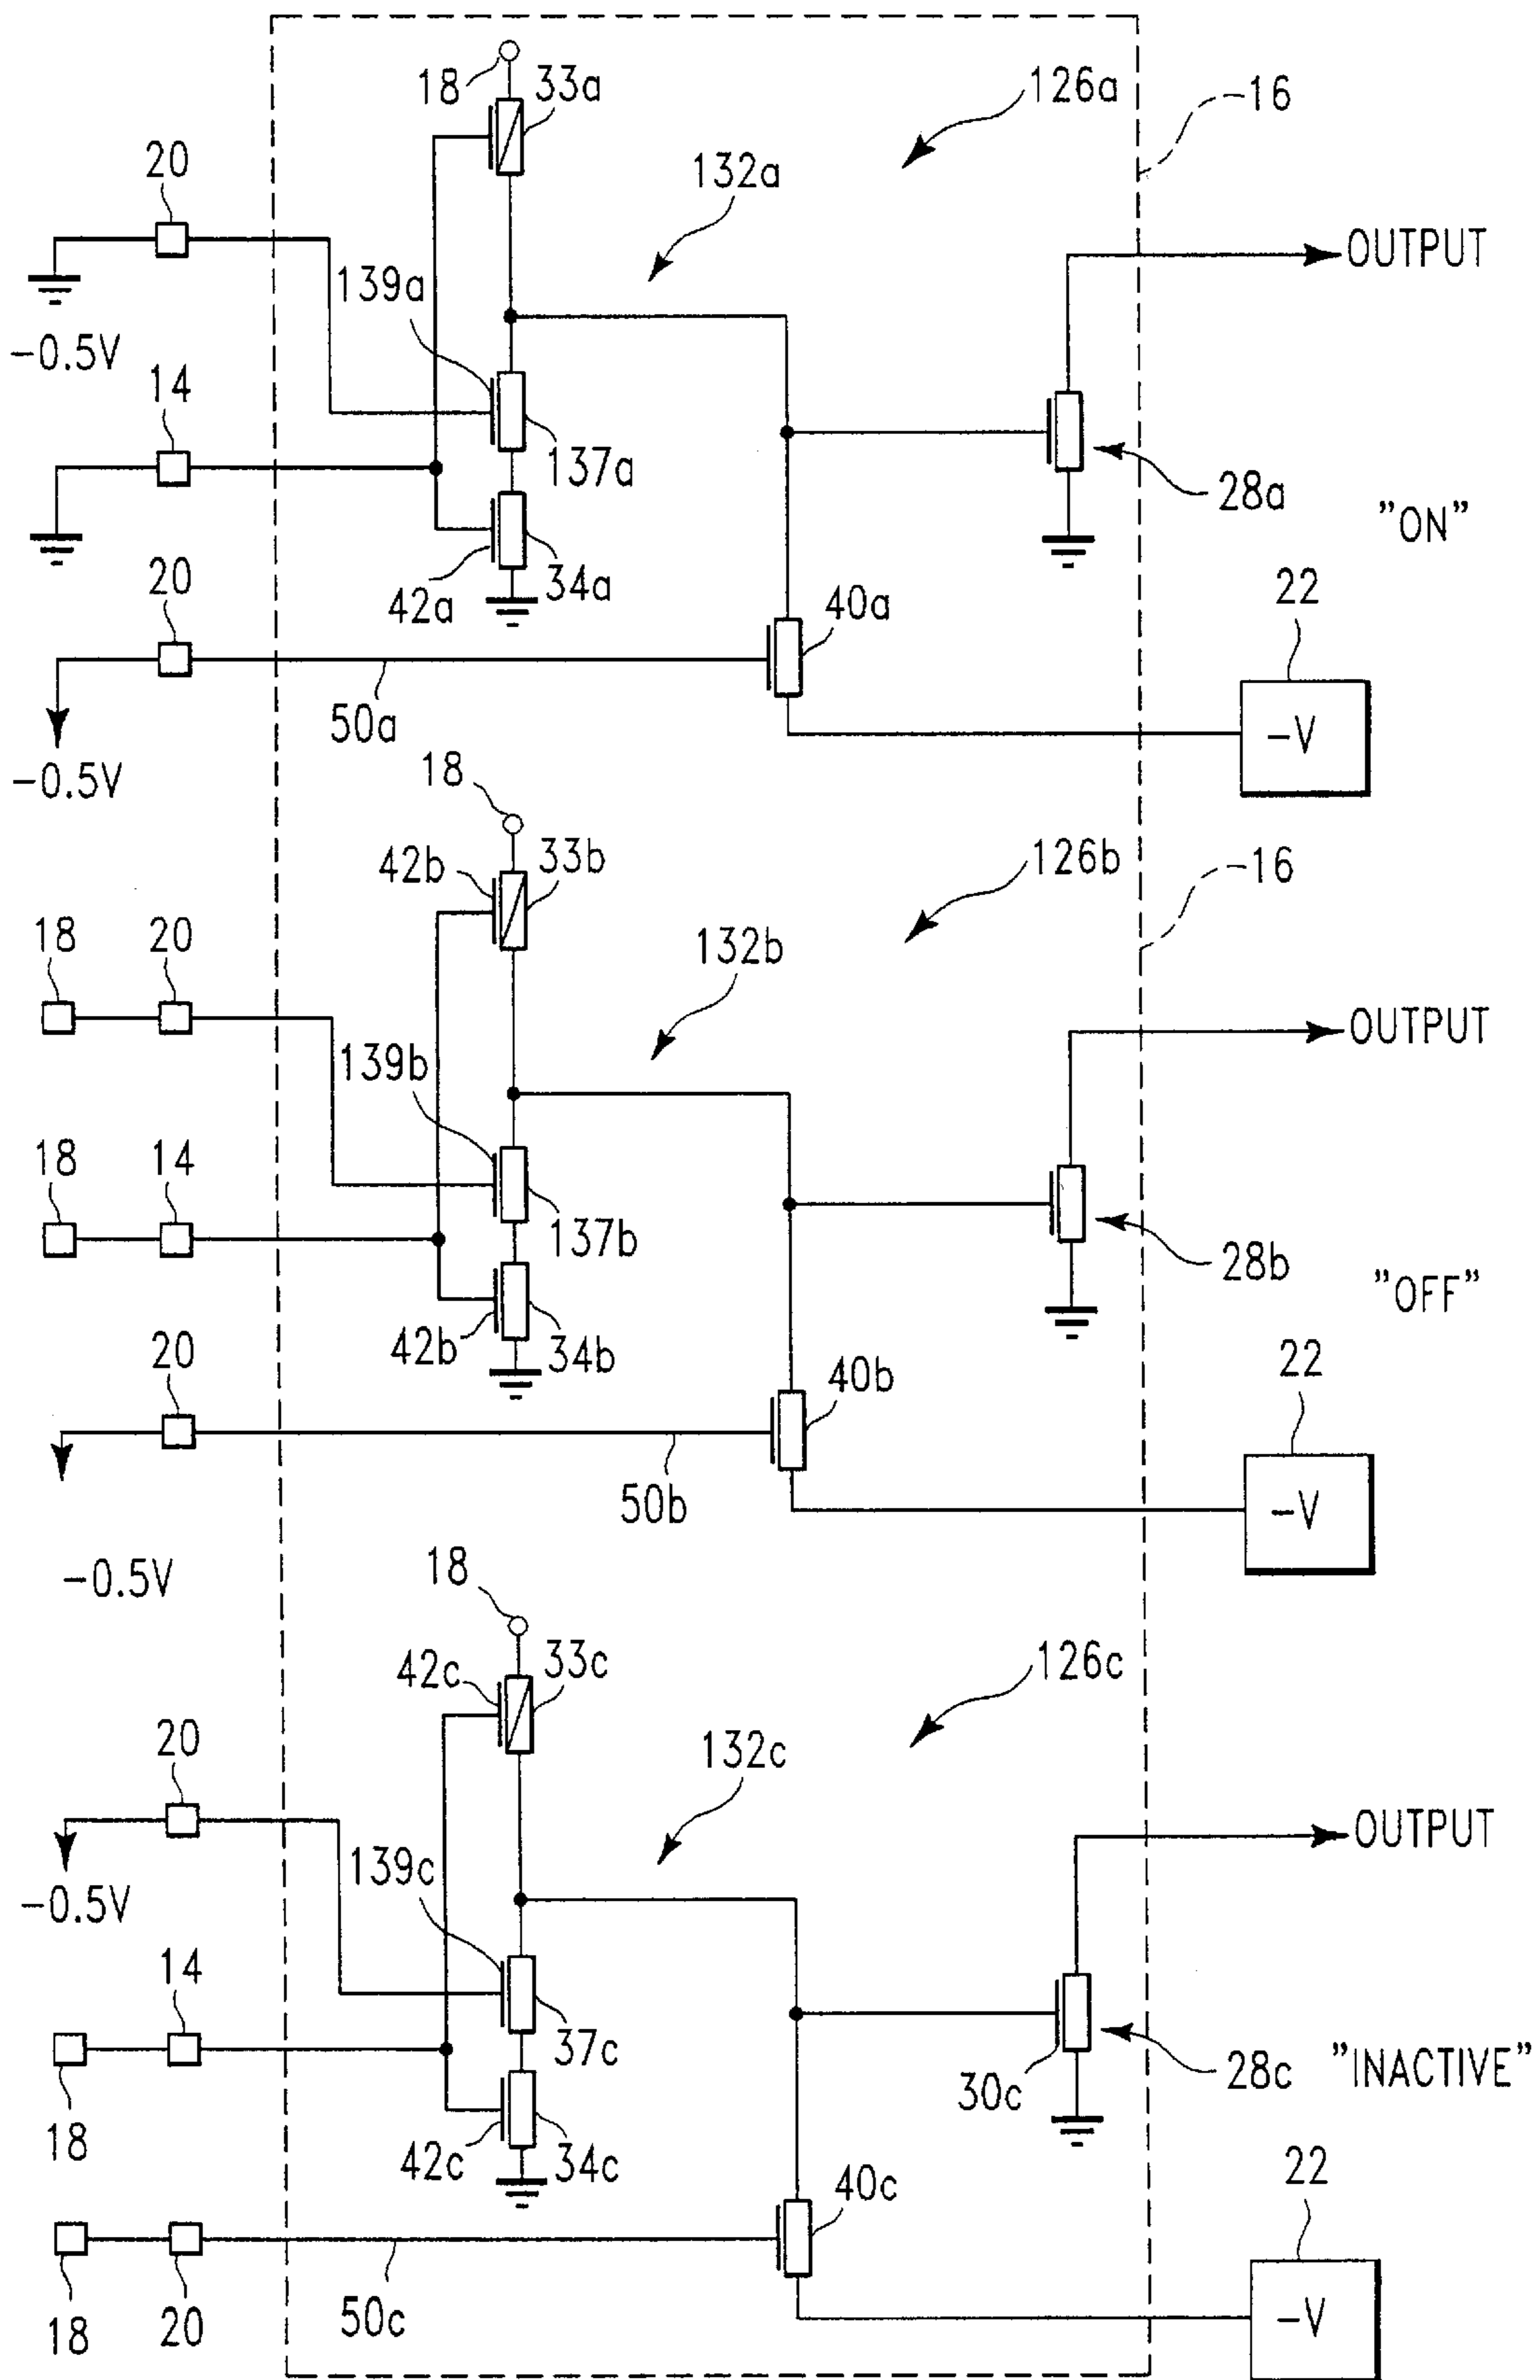 18
33a
126a
16
20
132a
OUTPUT
139a
-0.5V
14
137a
28a
"ON"
42a
34a
20
40a
22
50a
-V
-0.5V
18
42b
33b
126b
16
18
20
132b
OUTPUT
139b
18
14
137b
28b
"OFF"
42b
34b
20
40b
22
50b
-V
-0.5V
18
42c
33c
126c
20
132c
OUTPUT
139c
-0.5V
14
37c
30c
28c
"INACTIVE"
18
42c
34c
40c
22
18
20
50c
-V